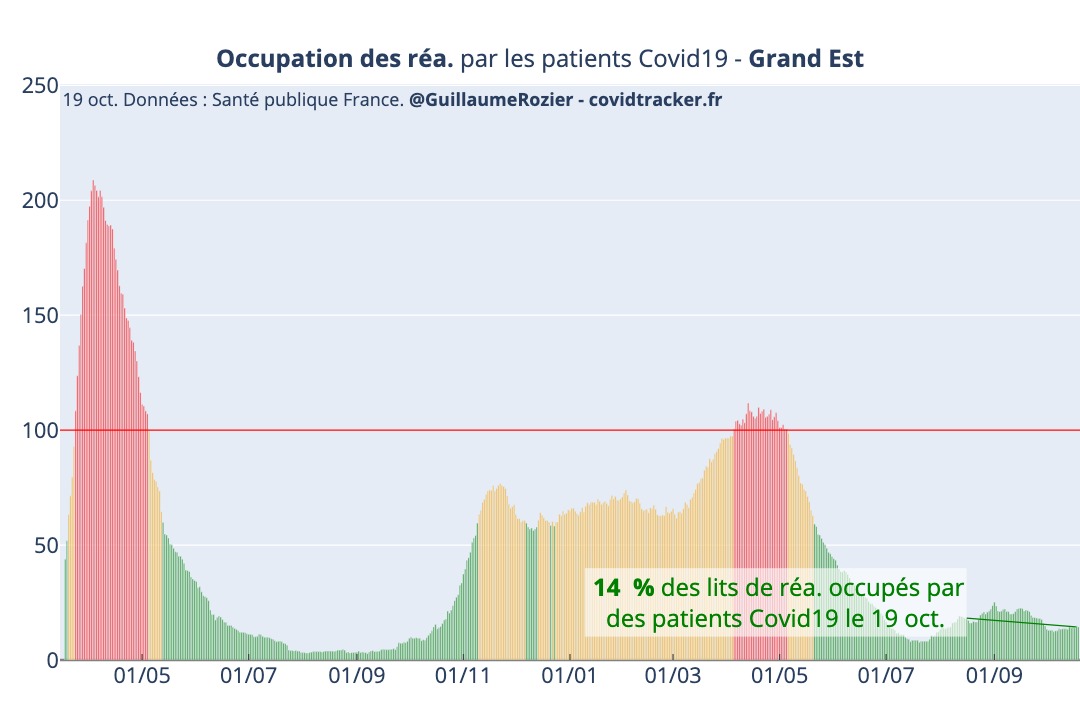 Occupation des réa. par les patients Covid19 - Grand Est
250
19 oct. Données : Santé publique France. @GuillaumeRozier - covidtracker.fr
200
150
100
50
14 % des lits de réa. occupés par
des patients Covid19 le 19 oct.
0
01/05 01/07 01/09 01/11 01/01 01/03 01/05 01/07 01/09